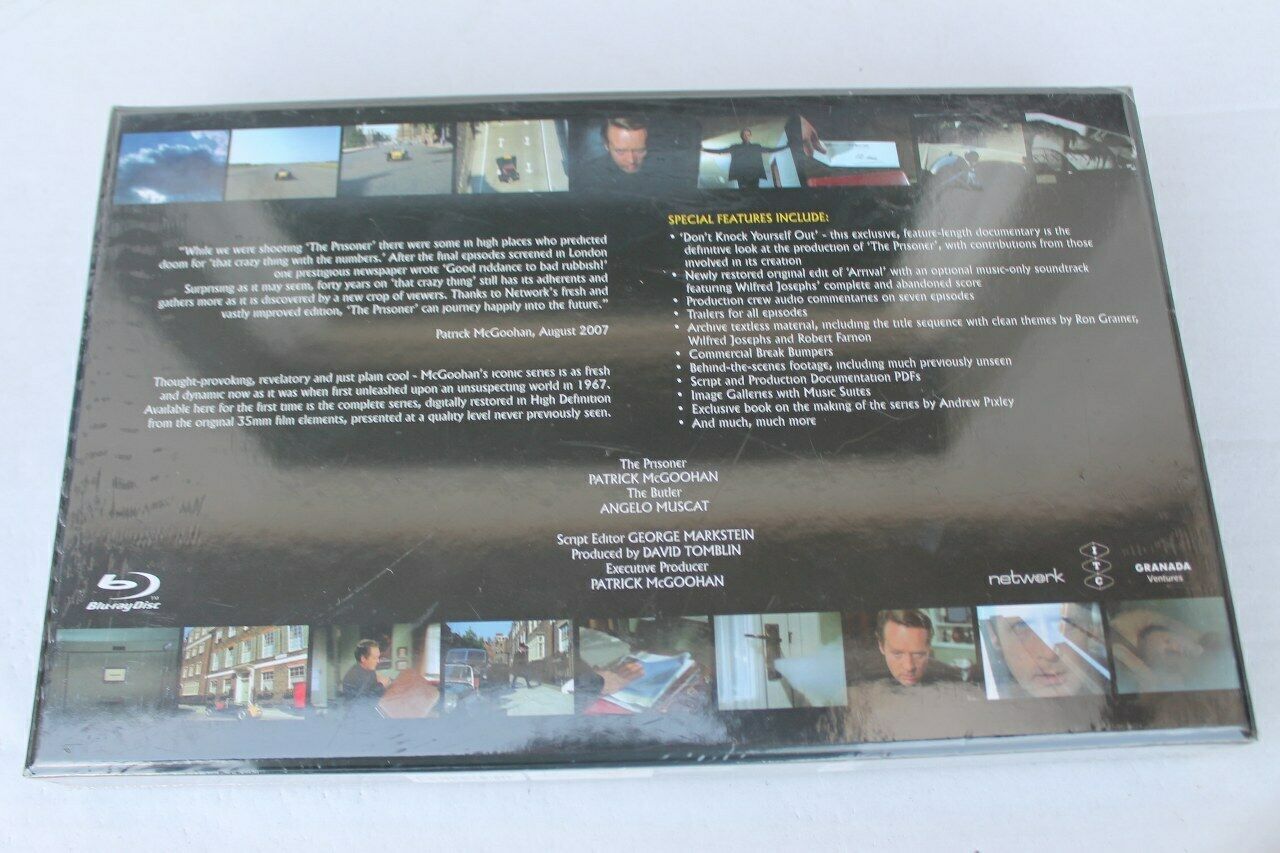 "While we were shooting 'The Prisoner' there were some in high places who predicted
doom for 'that crazy thing with the numbers.' After the final episodes screened in London
one prestigious newspaper wrote 'Good riddance to bad rubbish!'
Surprising as it may seem, forty years on 'that crazy thing' still has its adherents and
gathers more as it is discovered by a new crop of viewers. Thanks to Network's fresh and
vastly improved edition, 'The Prisoner' can journey happily into the future."
Patrick McGoohan, August 2007
Thought-provoking, revelatory and just plain cool - McGoohan's iconic series is as fresh
and dynamic now as it was when first unleashed upon an unsuspecting world in 1967.
Available here for the first time is the complete series, digitally restored in High Definition
from the original 35mm film elements, presented at a quality level never previously seen.
SPECIAL FEATURES INCLUDE:
• 'Don't Knock Yourself Out' - this exclusive, feature-length documentary is the
definitive look at the production of 'The Prisoner', with contributions from those
involved in its creation
• Newly restored original edit of 'Arrival' with an optional music-only soundtrack
featuring Wilfred Josephs' complete and abandoned score
• Production crew audio commentaries on seven episodes
• Trailers for all episodes
• Archive textless material, including the title sequence with clean themes by Ron Grainer,
Wilfred Josephs and Robert Farnon
• Commercial Break Bumpers
• Behind-the-scenes footage, including much previously unseen
• Script and Production Documentation PDFs
• Image Galleries with Music Suites
• Exclusive book on the making of the series by Andrew Pixley
• And much, much more
The Prisoner
PATRICK McGOOHAN
The Butler
ANGELO MUSCAT
Script Editor GEORGE MARKSTEIN
Produced by DAVID TOMBLIN
Executive Producer
PATRICK McGOOHAN
Blu-ray Disc
TM
network
ITC
GRANADA
Ventures